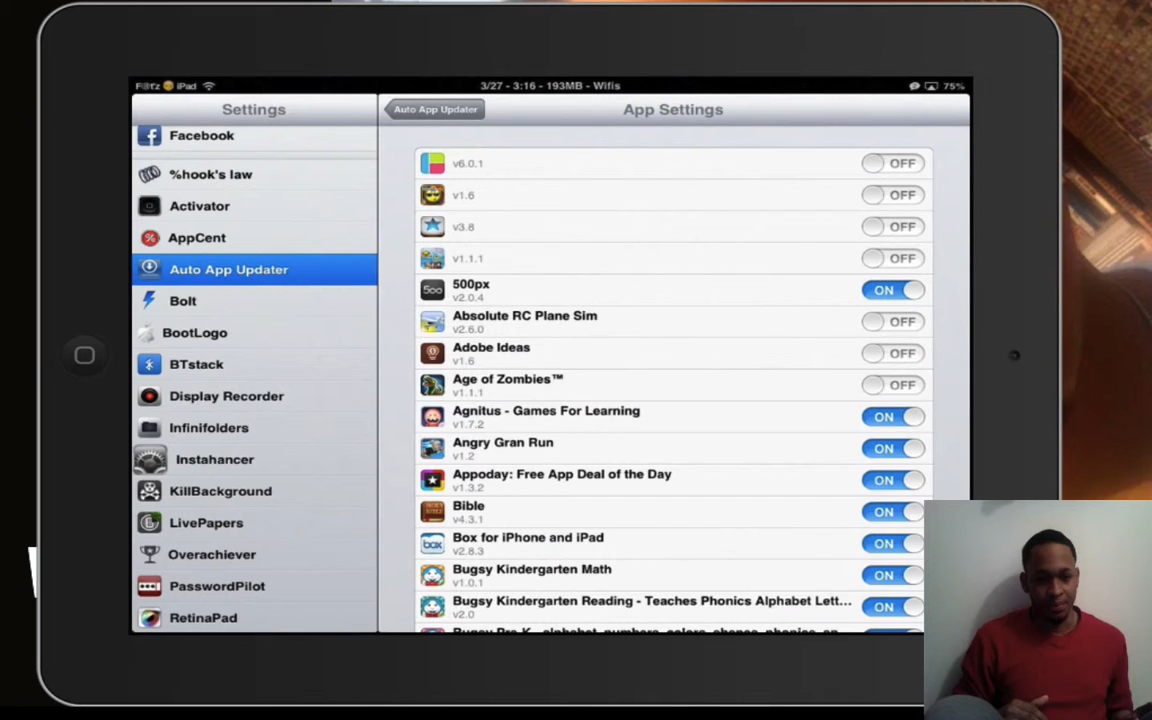 F@t'z iPad
3/27 - 3:16 - 193MB - Wifis
75%
Settings
Auto App Updater
App Settings
Facebook
%hook's law
Activator
AppCent
Auto App Updater
Bolt
BootLogo
BTstack
Display Recorder
Infinifolders
Instahancer
KillBackground
LivePapers
Overachiever
PasswordPilot
RetinaPad
v6.0.1
OFF
v1.6
OFF
v3.8
OFF
v1.1.1
OFF
500
500px
v2.0.4
ON
Absolute RC Plane Sim
v2.6.0
OFF
Adobe Ideas
v1.6
OFF
Age of Zombies™
v1.1.1
OFF
Agnitus - Games For Learning
v1.7.2
ON
Angry Gran Run
v1.2
ON
Appoday: Free App Deal of the Day
v1.3.2
ON
HOLY BIBLE
Bible
v4.3.1
ON
box
Box for iPhone and iPad
v2.8.3
ON
Bugsy Kindergarten Math
v1.0.1
ON
Bugsy Kindergarten Reading - Teaches Phonics Alphabet Lett...
v2.0
ON